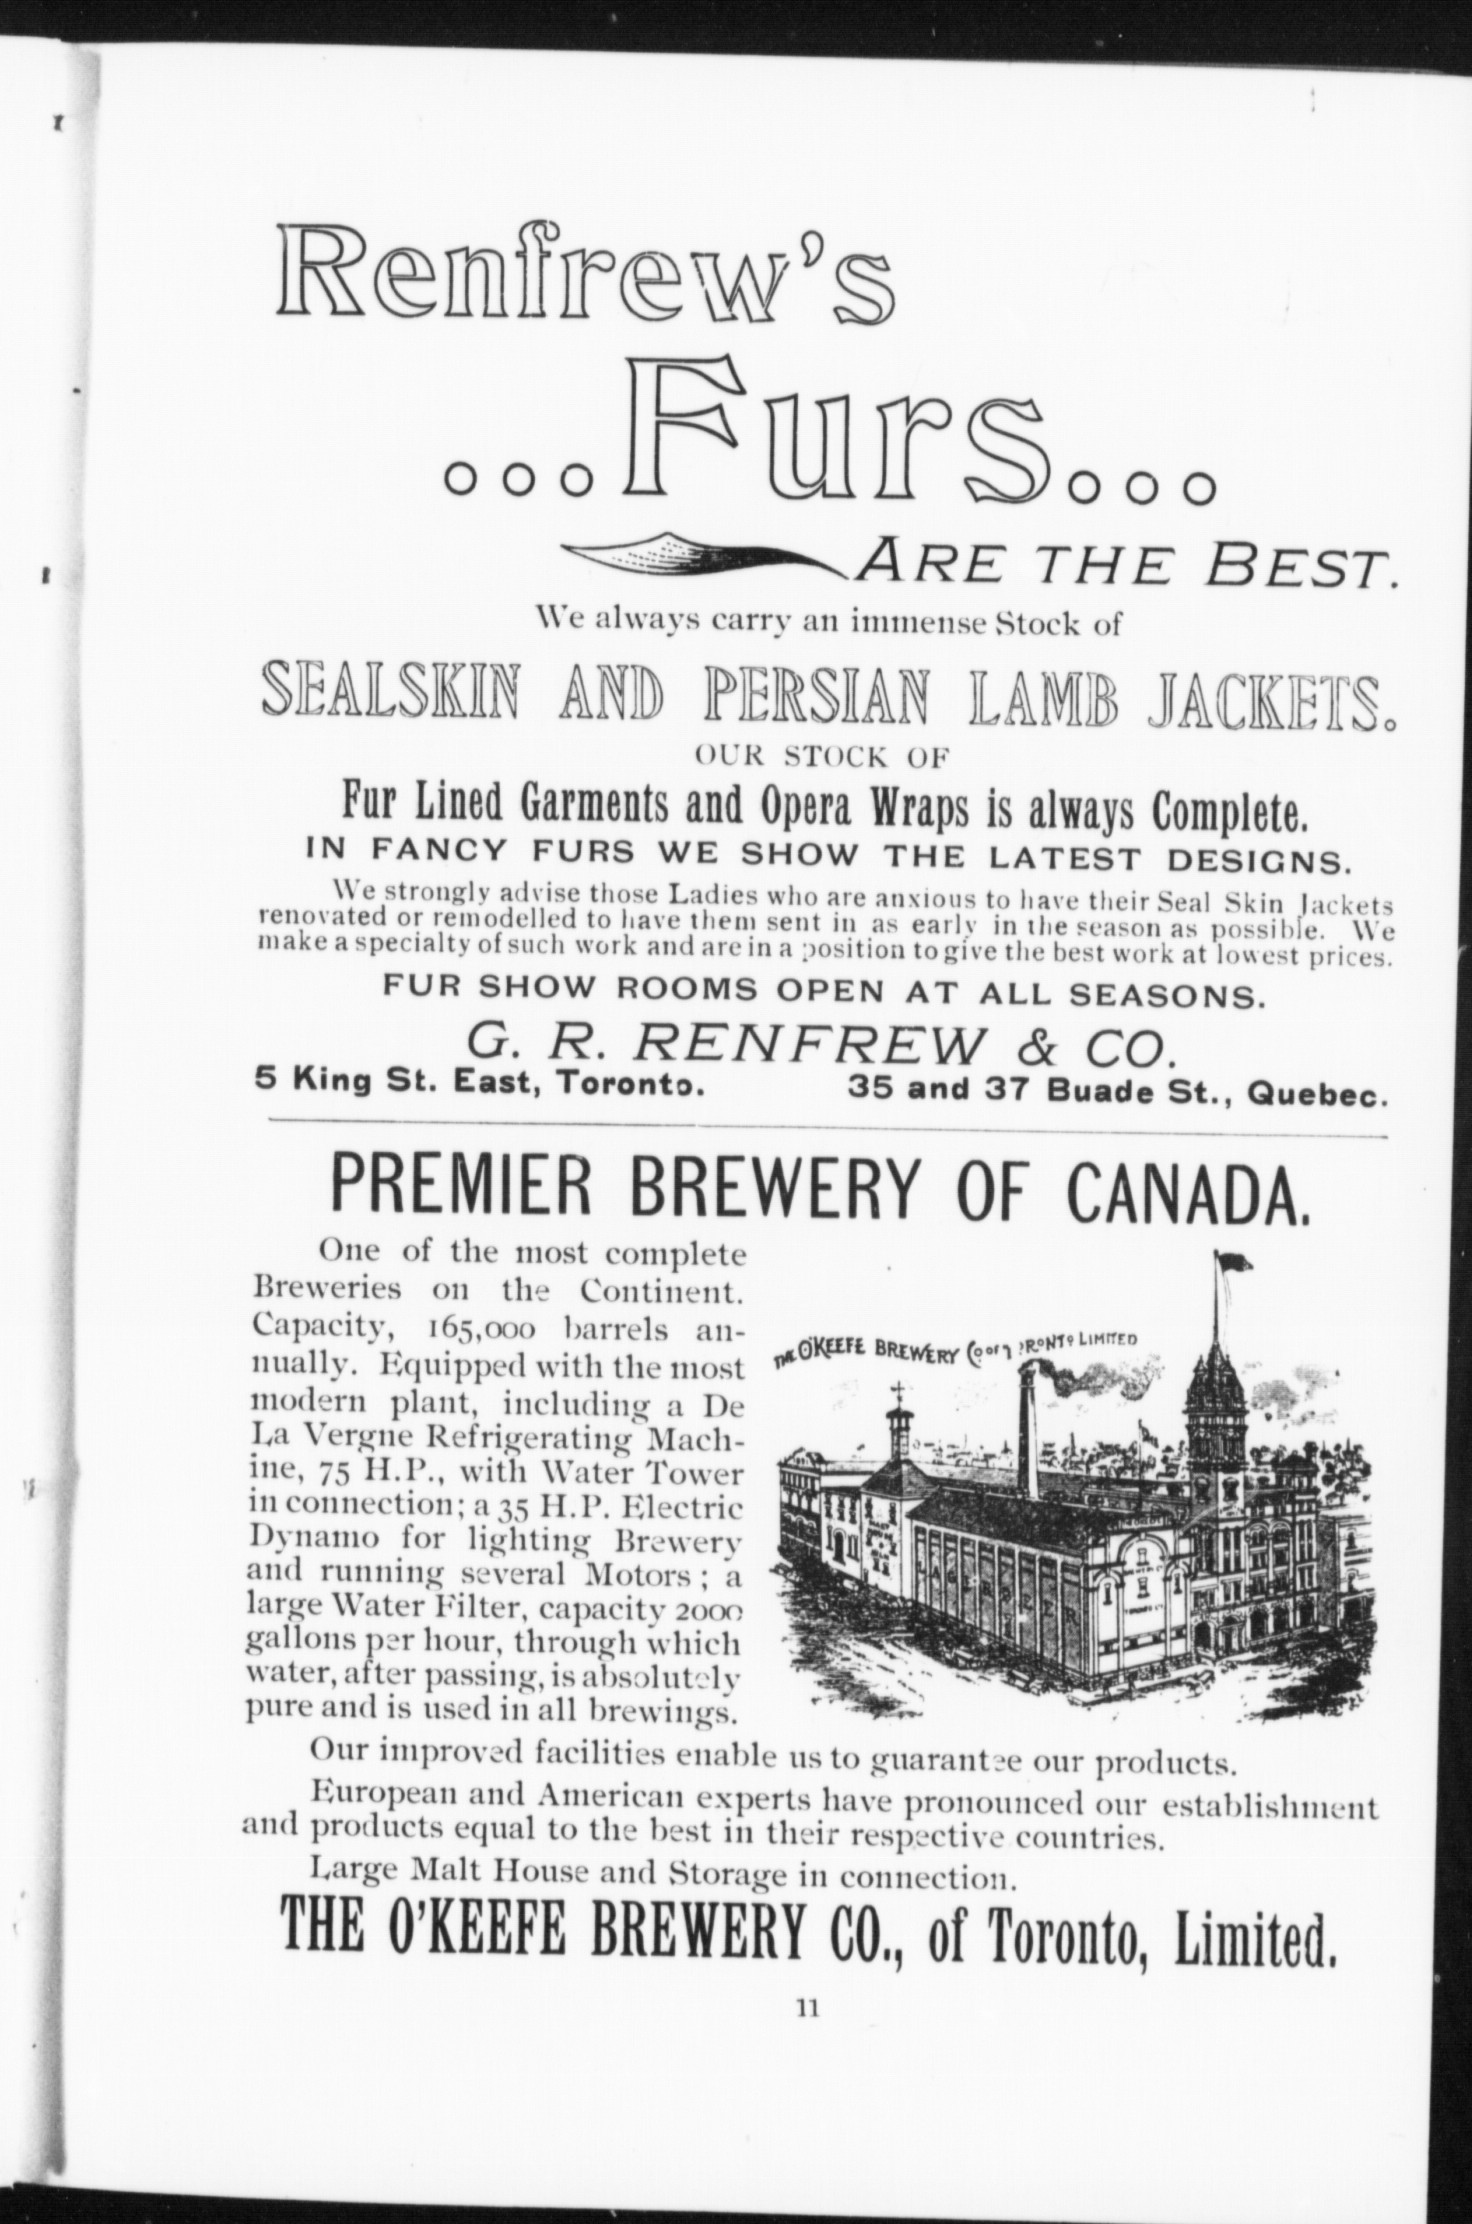 Renfrew's
...Furs...
ARE THE BEST.
We always carry an immense Stock of
SEALSKIN AND PERSIAN LAMB JACKETS.
OUR STOCK OF
Fur Lined Garments and Opera Wraps is always Complete.
IN FANCY FURS WE SHOW THE LATEST DESIGNS.
We strongly advise those Ladies who are anxious to have their Seal Skin Jackets
renovated or remodelled to have them sent in as early in the season as possible. We
make a specialty of such work and are in a position to give the best work at lowest prices.
FUR SHOW ROOMS OPEN AT ALL SEASONS.
G. R. RENFREW & CO.
5 King St. East, Toronto. 35 and 37 Buade St., Quebec.
PREMIER BREWERY OF CANADA.
One of the most complete
Breweries on the Continent.
Capacity, 165,000 barrels an-
nually. Equipped with the most
modern plant, including a De
La Vergne Refrigerating Mach-
ine, 75 H.P., with Water Tower
in connection; a 35 H.P. Electric
Dynamo for lighting Brewery
and running several Motors; a
large Water Filter, capacity 2000
gallons per hour, through which
water, after passing, is absolutely
pure and is used in all brewings.
THE O'KEEFE BREWERY CO OF TORONTO LIMITED
LAGER BEER
Our improved facilities enable us to guarantee our products.
European and American experts have pronounced our establishment
and products equal to the best in their respective countries.
Large Malt House and Storage in connection.
THE O'KEEFE BREWERY CO., of Toronto, Limited.
11